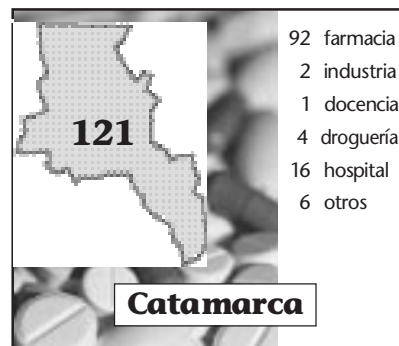 121
Catamarca
92 farmacia
2 industria
1 docencia
4 droguería
16 hospital
6 otros